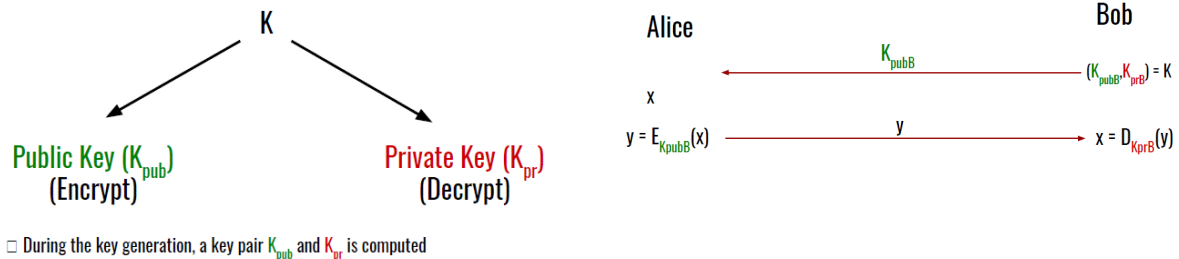 K
Public Key (Kpub)
(Encrypt)
Private Key (Kpr)
(Decrypt)
□ During the key generation, a key pair Kpub and Kpr is computed
Alice
Bob
KpubB
(KpubB,KprB) = K
x
y = EKpubB(x)
y
x = DKprB(y)